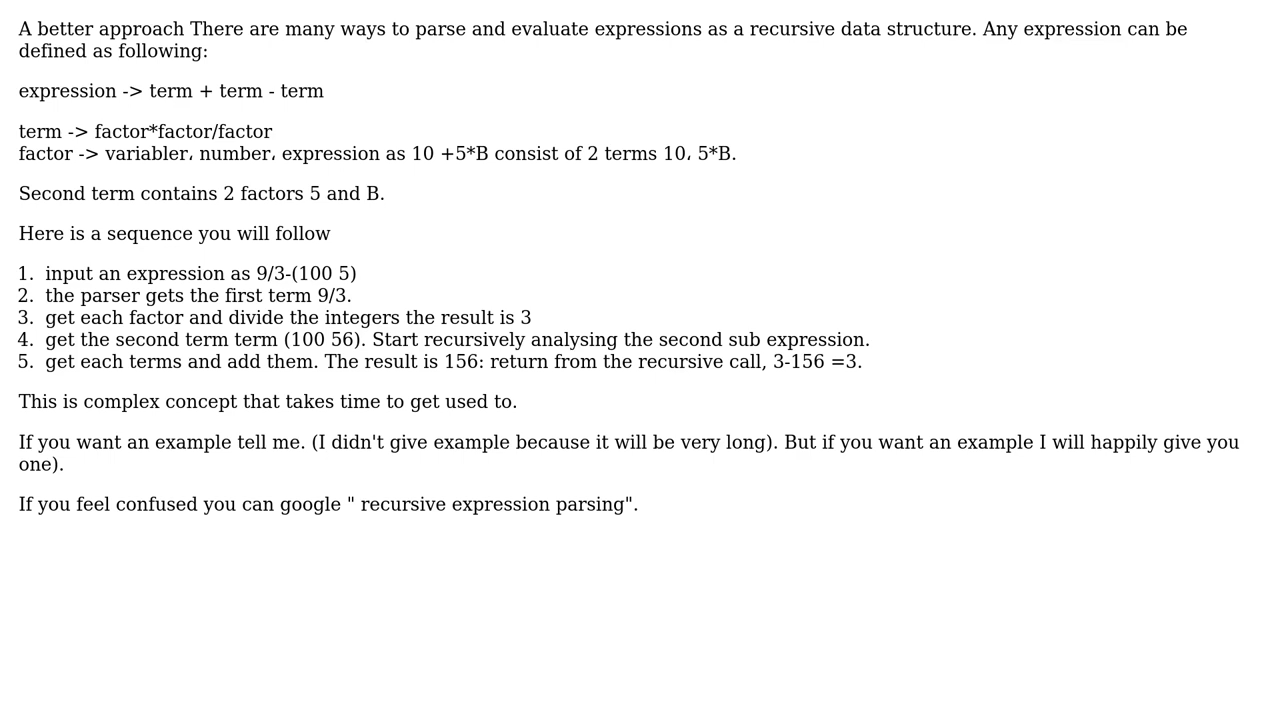 A better approach There are many ways to parse and evaluate expressions as a recursive data structure. Any expression can be
defined as following:
expression -> term + term - term
term -> factor*factor/factor
factor -> variabler، number، expression as 10 +5*B consist of 2 terms 10، 5*B.
Second term contains 2 factors 5 and B.
Here is a sequence you will follow
1. input an expression as 9/3-(100 5)
2. the parser gets the first term 9/3.
3. get each factor and divide the integers the result is 3
4. get the second term term (100 56). Start recursively analysing the second sub expression.
5. get each terms and add them. The result is 156: return from the recursive call, 3-156 =3.
This is complex concept that takes time to get used to.
If you want an example tell me. (I didn't give example because it will be very long). But if you want an example I will happily give you
one).
If you feel confused you can google " recursive expression parsing".